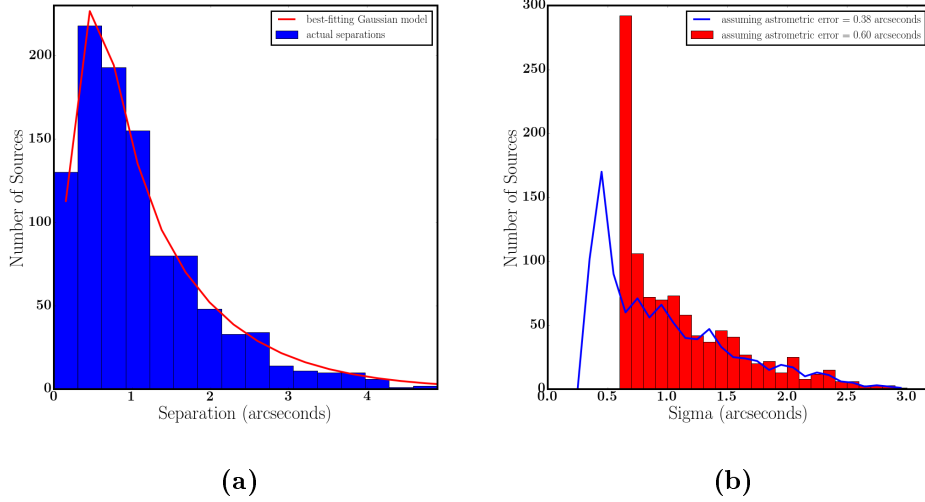 best-fitting Gaussian model
actual separations
200
150
100
50
0
0
1
2
3
4
Number of Sources
Separation (arcseconds)
(a)
assuming astrometric error = 0.38 arcseconds
assuming astrometric error = 0.60 arcseconds
300
250
200
150
100
50
0
0.0
0.5
1.0
1.5
2.0
2.5
3.0
Number of Sources
Sigma (arcseconds)
(b)